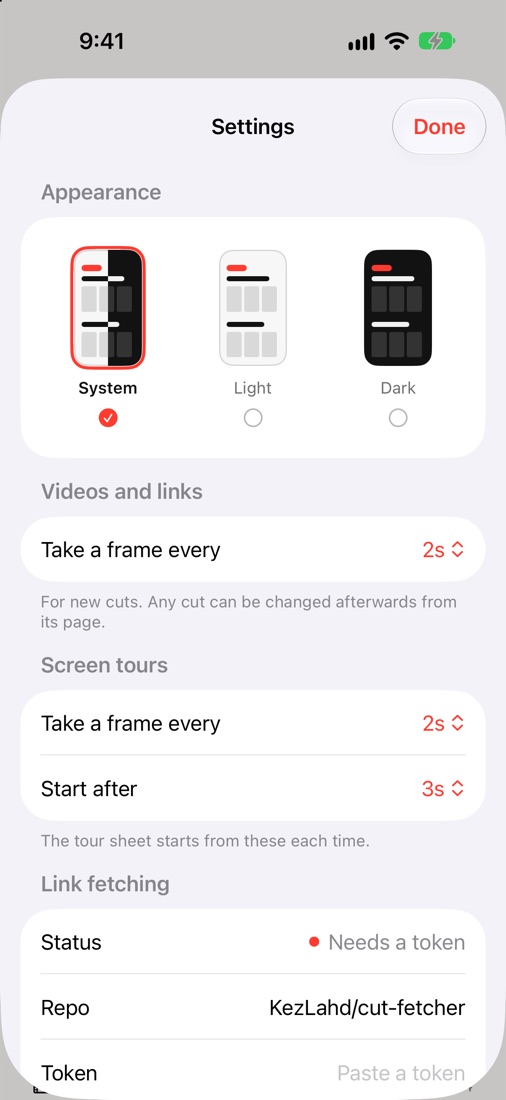 9:41
Settings
Done
Appearance
System
Light
Dark
Videos and links
Take a frame every
2s
For new cuts. Any cut can be changed afterwards from
its page.
Screen tours
Take a frame every
2s
Start after
3s
The tour sheet starts from these each time.
Link fetching
Status
Needs a token
Repo
KezLahd/cut-fetcher
Token
Paste a token